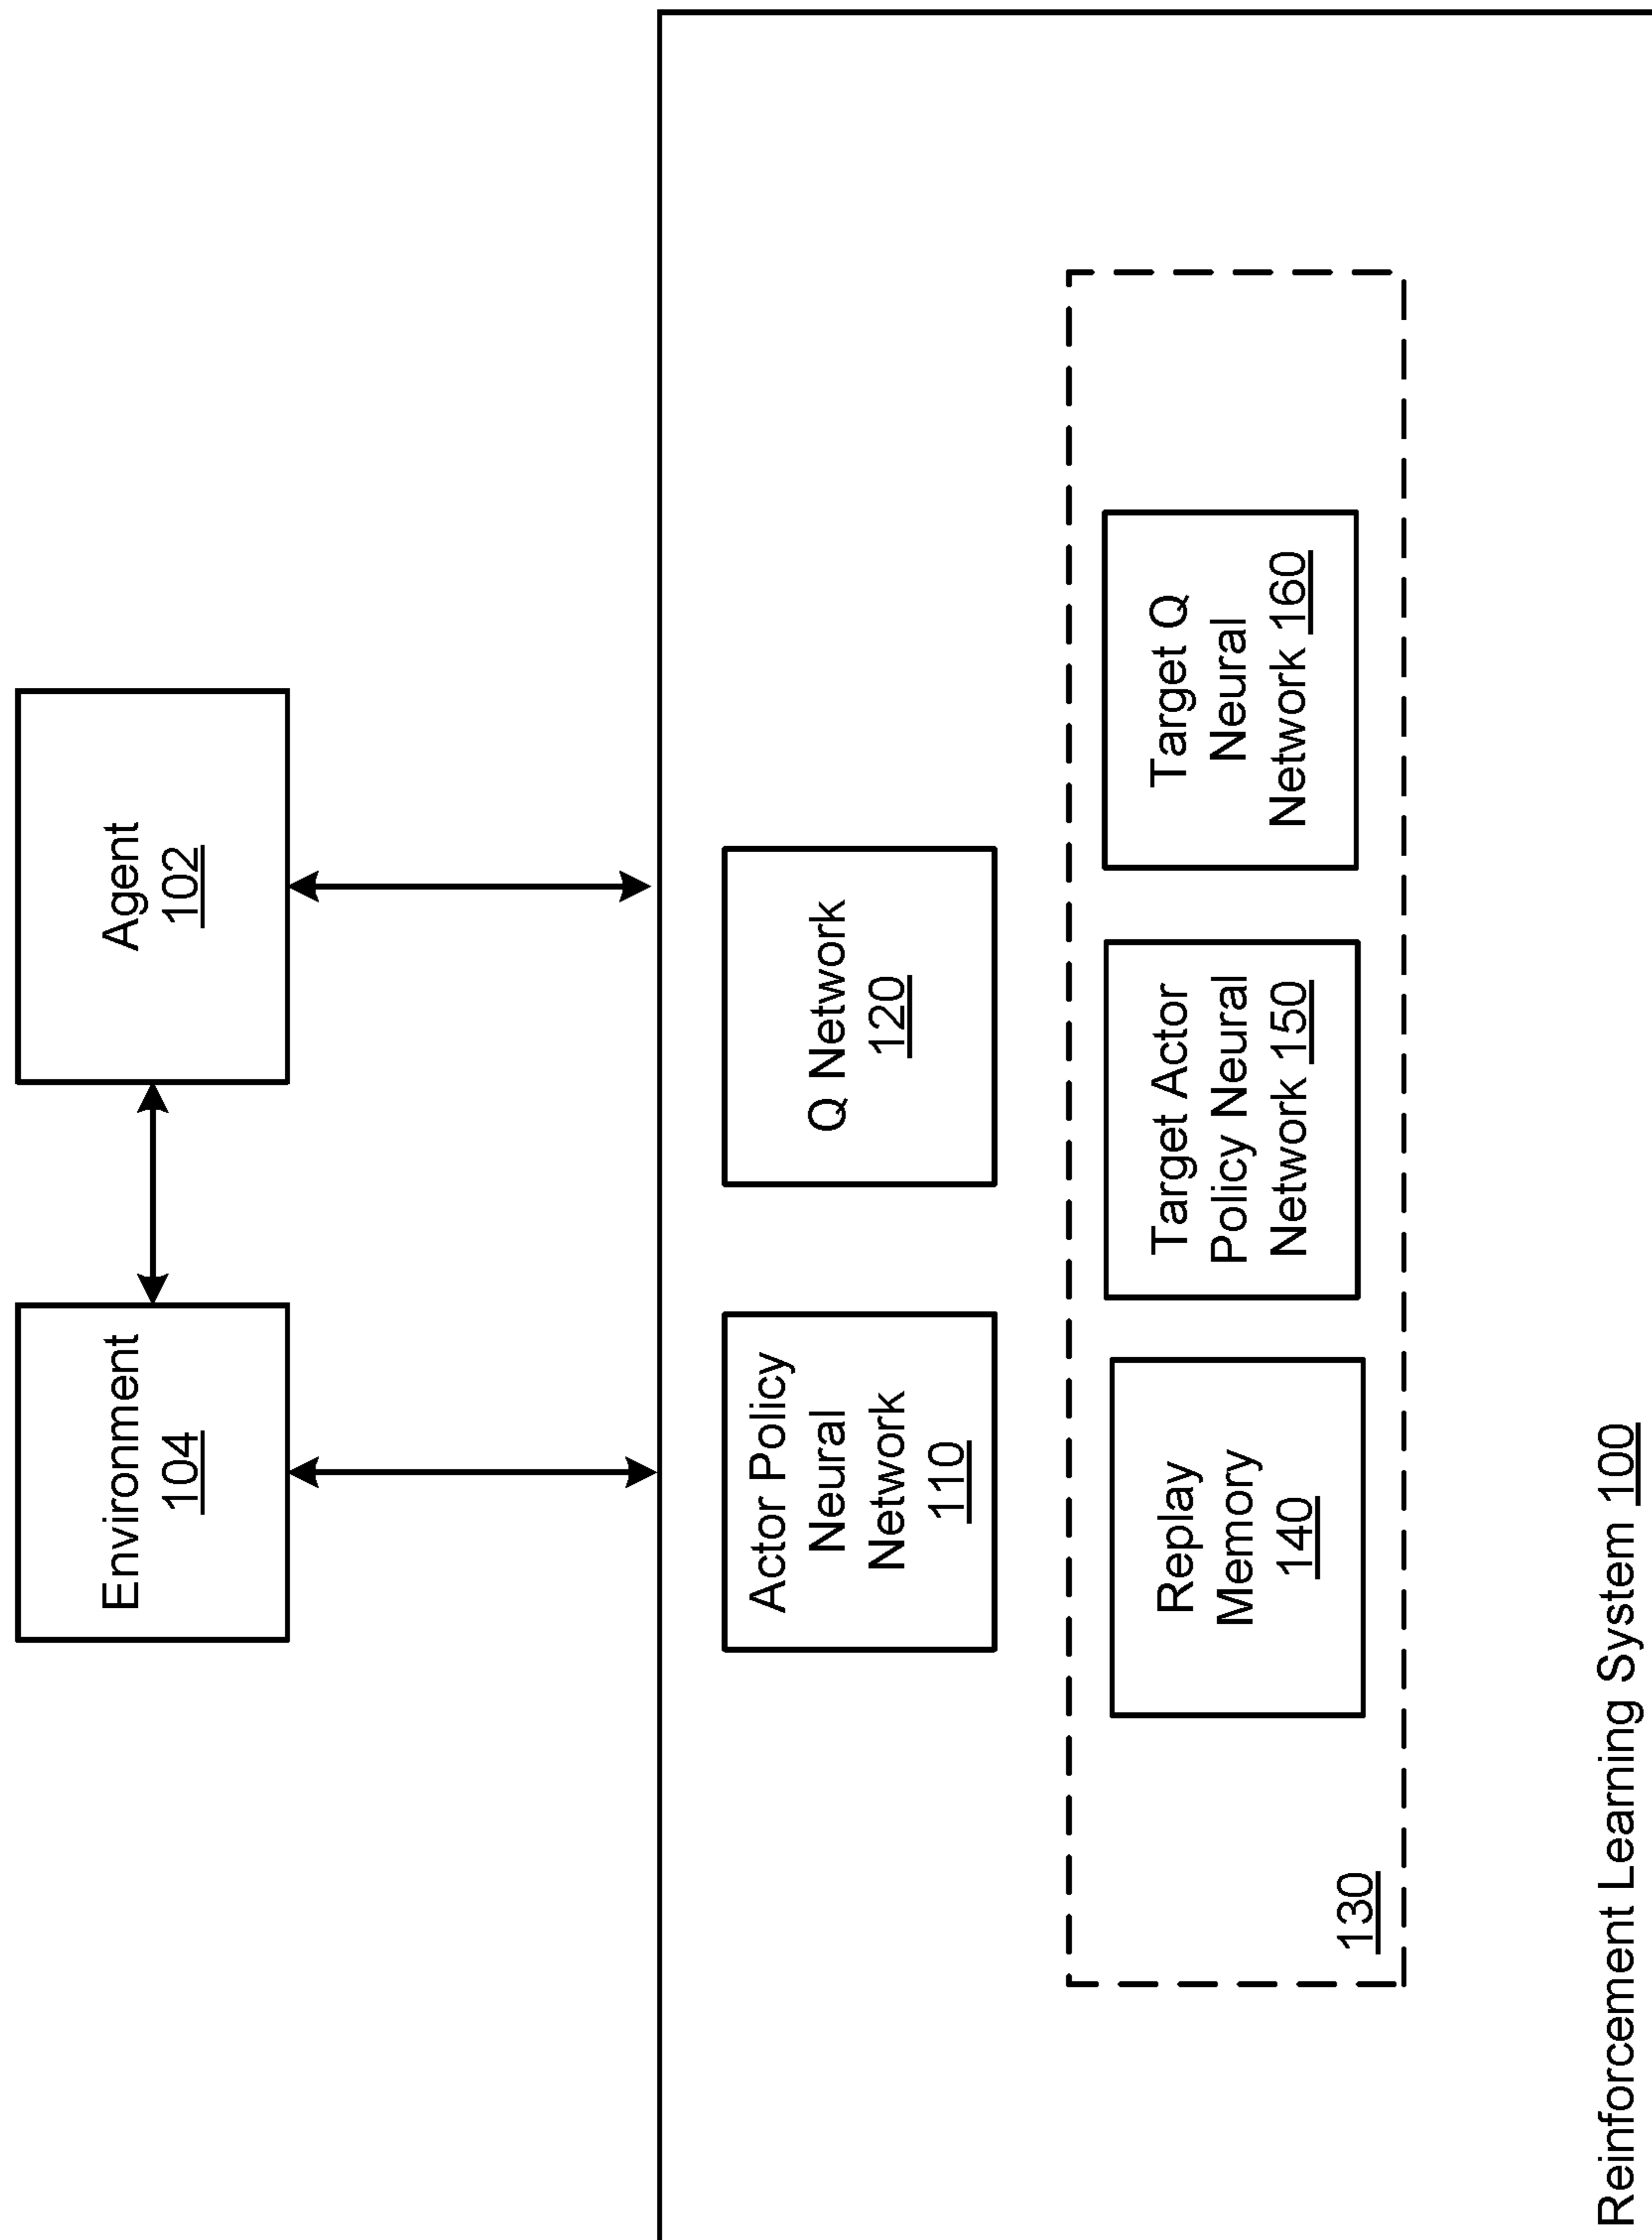 Environment
104
Agent
102
Actor Policy
Neural
Network
110
Q Network
120
Replay
Memory
140
Target Actor
Policy Neural
Network 150
Target Q
Neural
Network 160
130
Reinforcement Learning System 100